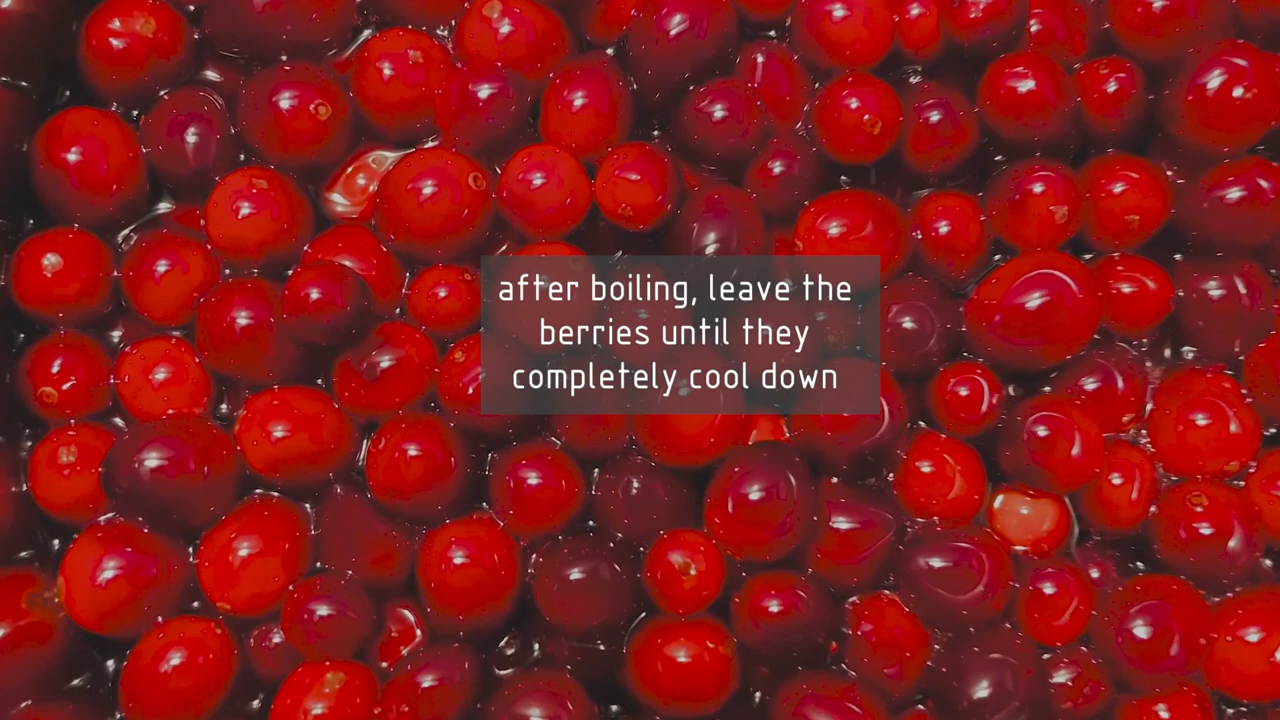 after boiling, leave the
berries until they
completely cool down